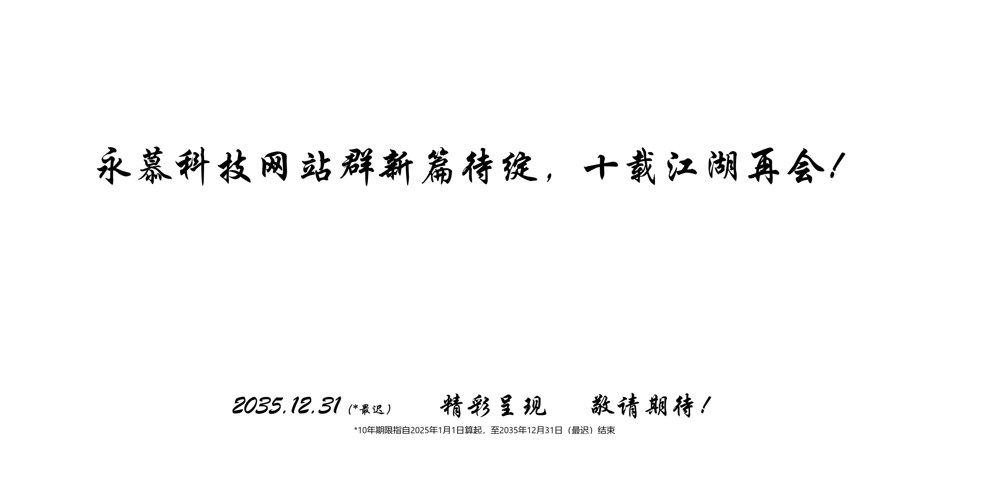 永慕科技网站群新篇待绽，十载江湖再会！
2035.12.31（*最迟） 精彩呈现 敬请期待！
*10年期限指自2025年1月1日算起，至2035年12月31日（最迟）结束